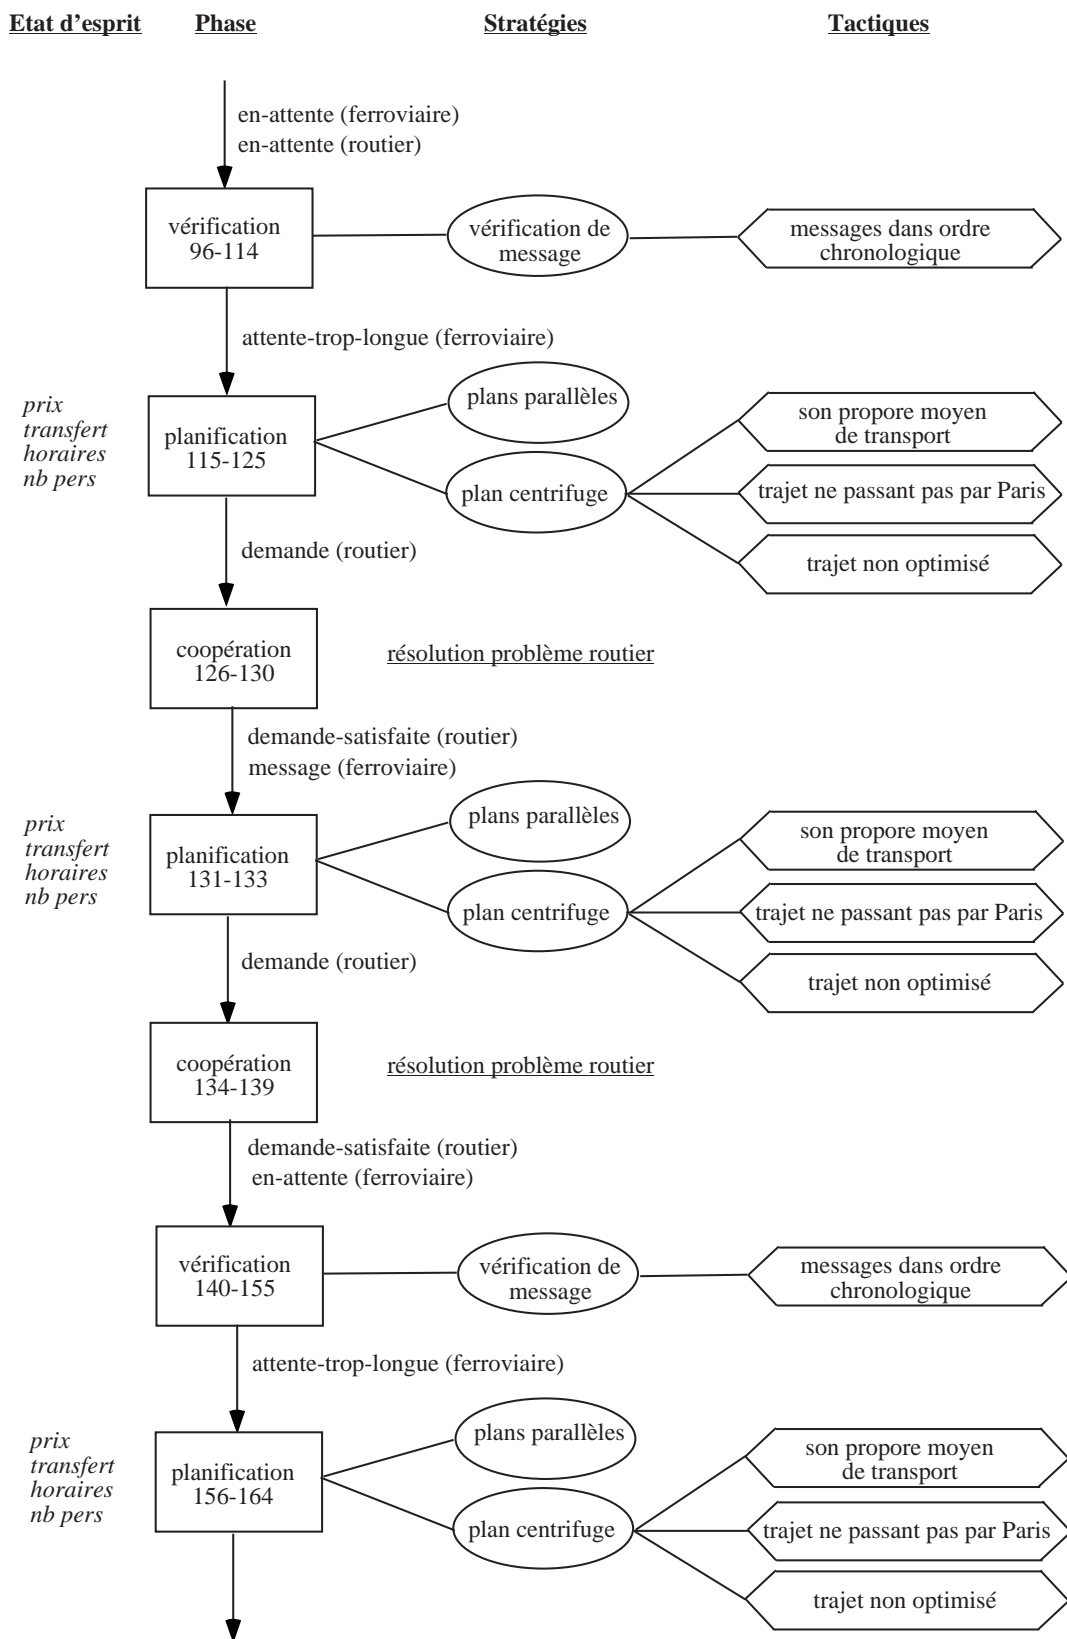 Etat d'esprit Phase Stratégies Tactiques
en-attente (ferroviaire)
en-attente (routier)
vérification
96-114
vérification de
message
messages dans ordre
chronologique
attente-trop-longue (ferroviaire)
prix
transfert
horaires
nb pers
planification
115-125
plans parallèles
plan centrifuge
son propore moyen
de transport
trajet ne passant pas par Paris
trajet non optimisé
demande (routier)
coopération
126-130
résolution problème routier
demande-satisfaite (routier)
message (ferroviaire)
prix
transfert
horaires
nb pers
planification
131-133
plans parallèles
plan centrifuge
son propore moyen
de transport
trajet ne passant pas par Paris
trajet non optimisé
demande (routier)
coopération
134-139
résolution problème routier
demande-satisfaite (routier)
en-attente (ferroviaire)
vérification
140-155
vérification de
message
messages dans ordre
chronologique
attente-trop-longue (ferroviaire)
prix
transfert
horaires
nb pers
planification
156-164
plans parallèles
plan centrifuge
son propore moyen
de transport
trajet ne passant pas par Paris
trajet non optimisé